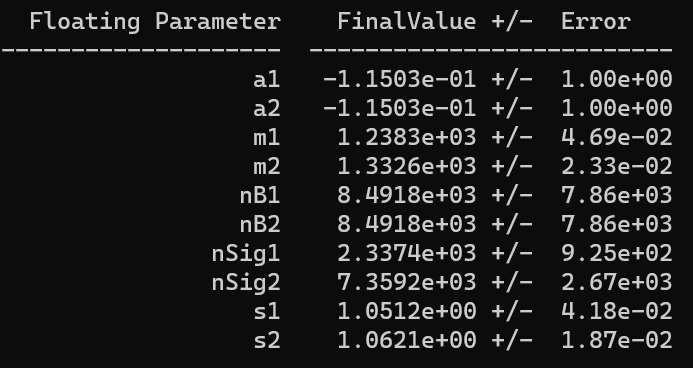 Floating Parameter FinalValue +/- Error
-------------------- --------------------------
a1 -1.1503e-01 +/- 1.00e+00
a2 -1.1503e-01 +/- 1.00e+00
m1 1.2383e+03 +/- 4.69e-02
m2 1.3326e+03 +/- 2.33e-02
nB1 8.4918e+03 +/- 7.86e+03
nB2 8.4918e+03 +/- 7.86e+03
nSig1 2.3374e+03 +/- 9.25e+02
nSig2 7.3592e+03 +/- 2.67e+03
s1 1.0512e+00 +/- 4.18e-02
s2 1.0621e+00 +/- 1.87e-02